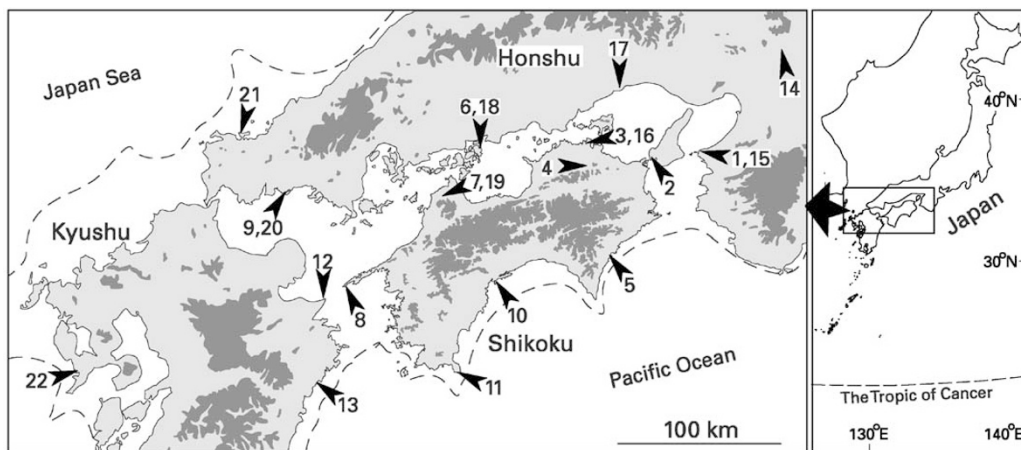 Japan Sea
Honshu
17
14
21
6,18
3,16
4
7,19
2
1,15
Kyushu
9,20
12
8
5
10
Shikoku
11
22
13
Pacific Ocean
100 km
40°N
Japan
30°N
The Tropic of Cancer
130°E
140°E